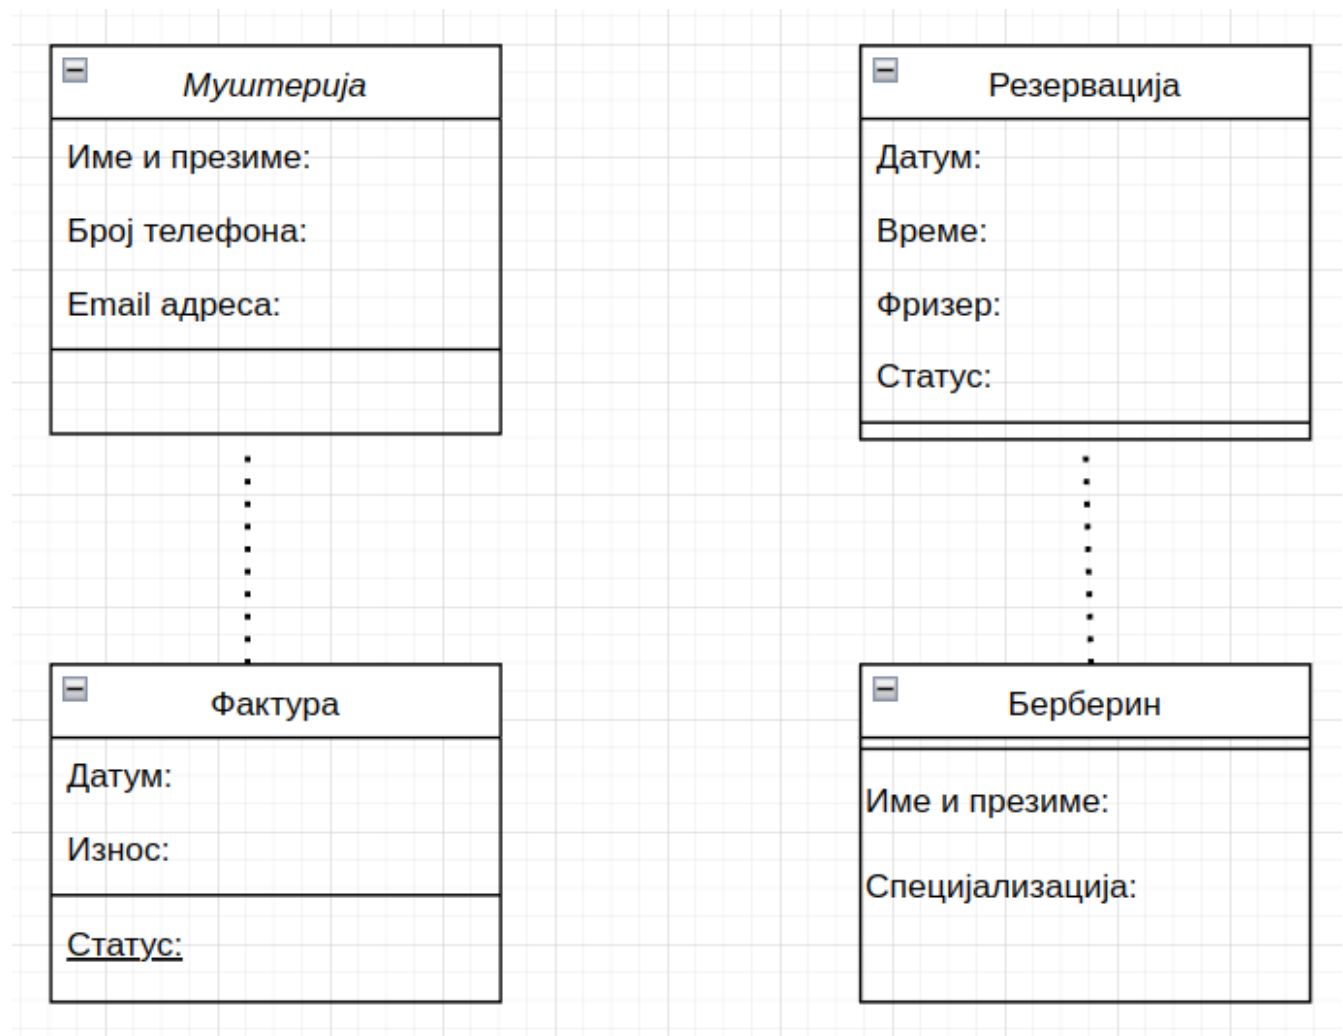 Муштерија
Име и презиме:
Број телефона:
Email адреса:
Резервација
Датум:
Време:
Фризер:
Статус:
Фактура
Датум:
Износ:
Статус:
Берберин
Име и презиме:
Специјализација: